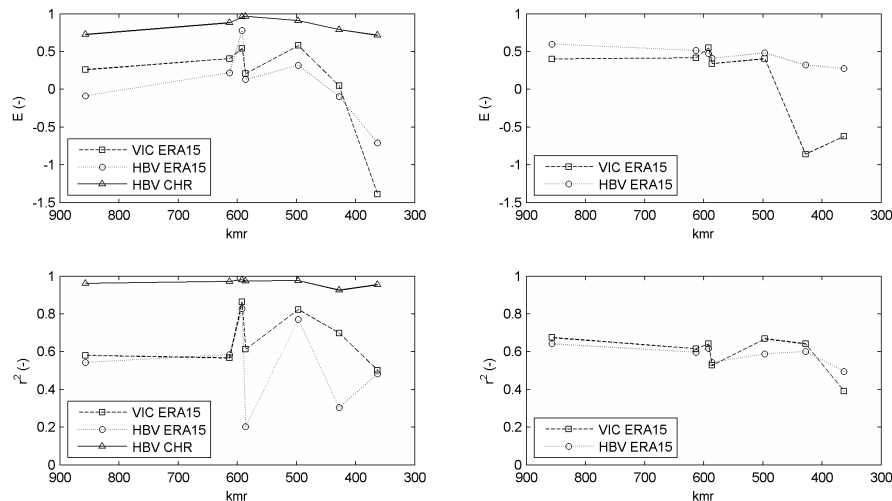 1
0.5
0
-0.5
-1
-1.5
E (-)
VIC ERA15
HBV ERA15
HBV CHR
900 800 700 600 500 400 300
kmr
1
0.5
0
-0.5
-1
-1.5
E (-)
VIC ERA15
HBV ERA15
900 800 700 600 500 400 300
kmr
1
0.8
0.6
0.4
0.2
0
r² (-)
VIC ERA15
HBV ERA15
HBV CHR
900 800 700 600 500 400 300
kmr
1
0.8
0.6
0.4
0.2
0
r² (-)
VIC ERA15
HBV ERA15
900 800 700 600 500 400 300
kmr